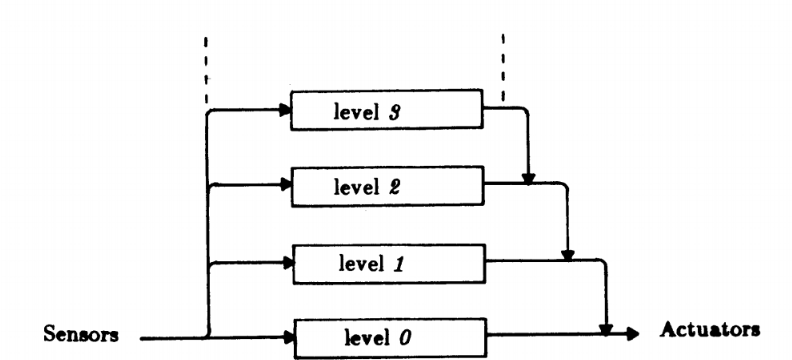 level 3
level 2
level 1
Sensors level 0 Actuators